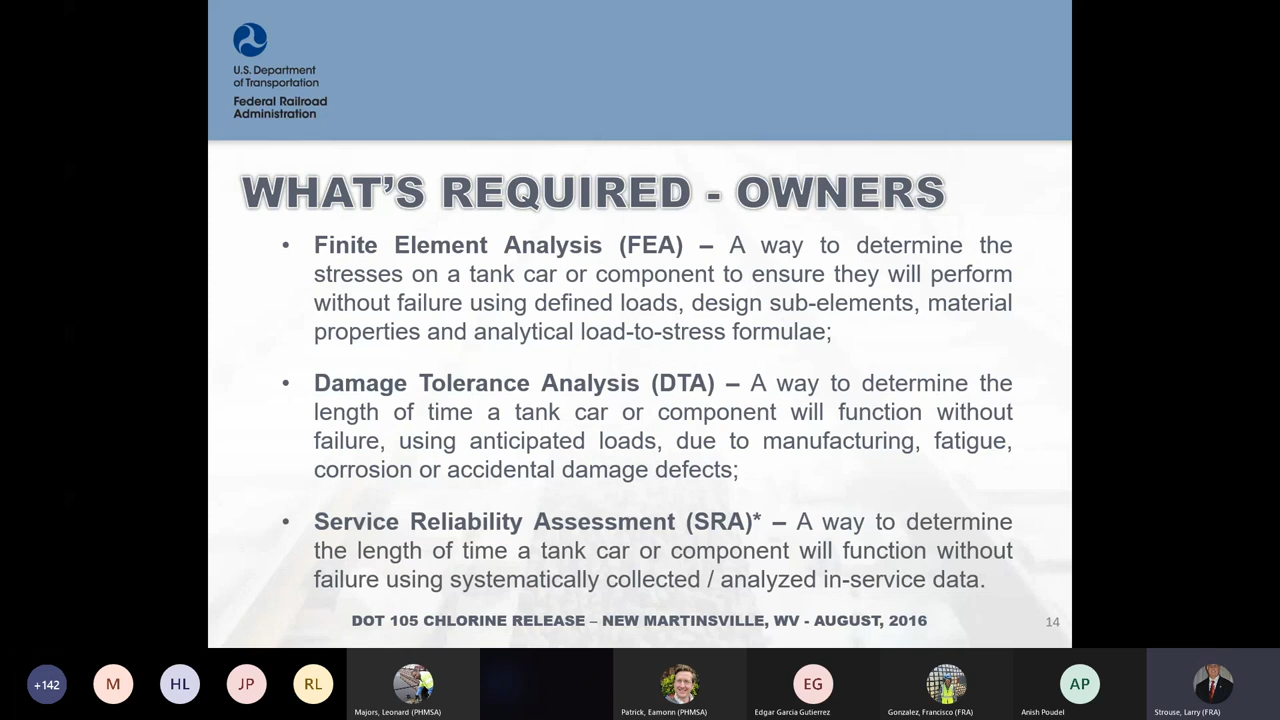 U.S. Department
of Transportation
Federal Railroad
Administration
WHAT'S REQUIRED - OWNERS
• Finite Element Analysis (FEA) – A way to determine the
stresses on a tank car or component to ensure they will perform
without failure using defined loads, design sub-elements, material
properties and analytical load-to-stress formulae;
• Damage Tolerance Analysis (DTA) – A way to determine the
length of time a tank car or component will function without
failure, using anticipated loads, due to manufacturing, fatigue,
corrosion or accidental damage defects;
• Service Reliability Assessment (SRA)* – A way to determine
the length of time a tank car or component will function without
failure using systematically collected / analyzed in-service data.
DOT 105 CHLORINE RELEASE – NEW MARTINSVILLE, WV - AUGUST, 2016
14
+142
M
HL
JP
RL
EG
AP
Majors, Leonard (PHMSA)
Patrick, Eamonn (PHMSA)
Edgar Garcia Gutierrez
Gonzalez, Francisco (FRA)
Anish Poudel
Strouse, Larry (FRA)